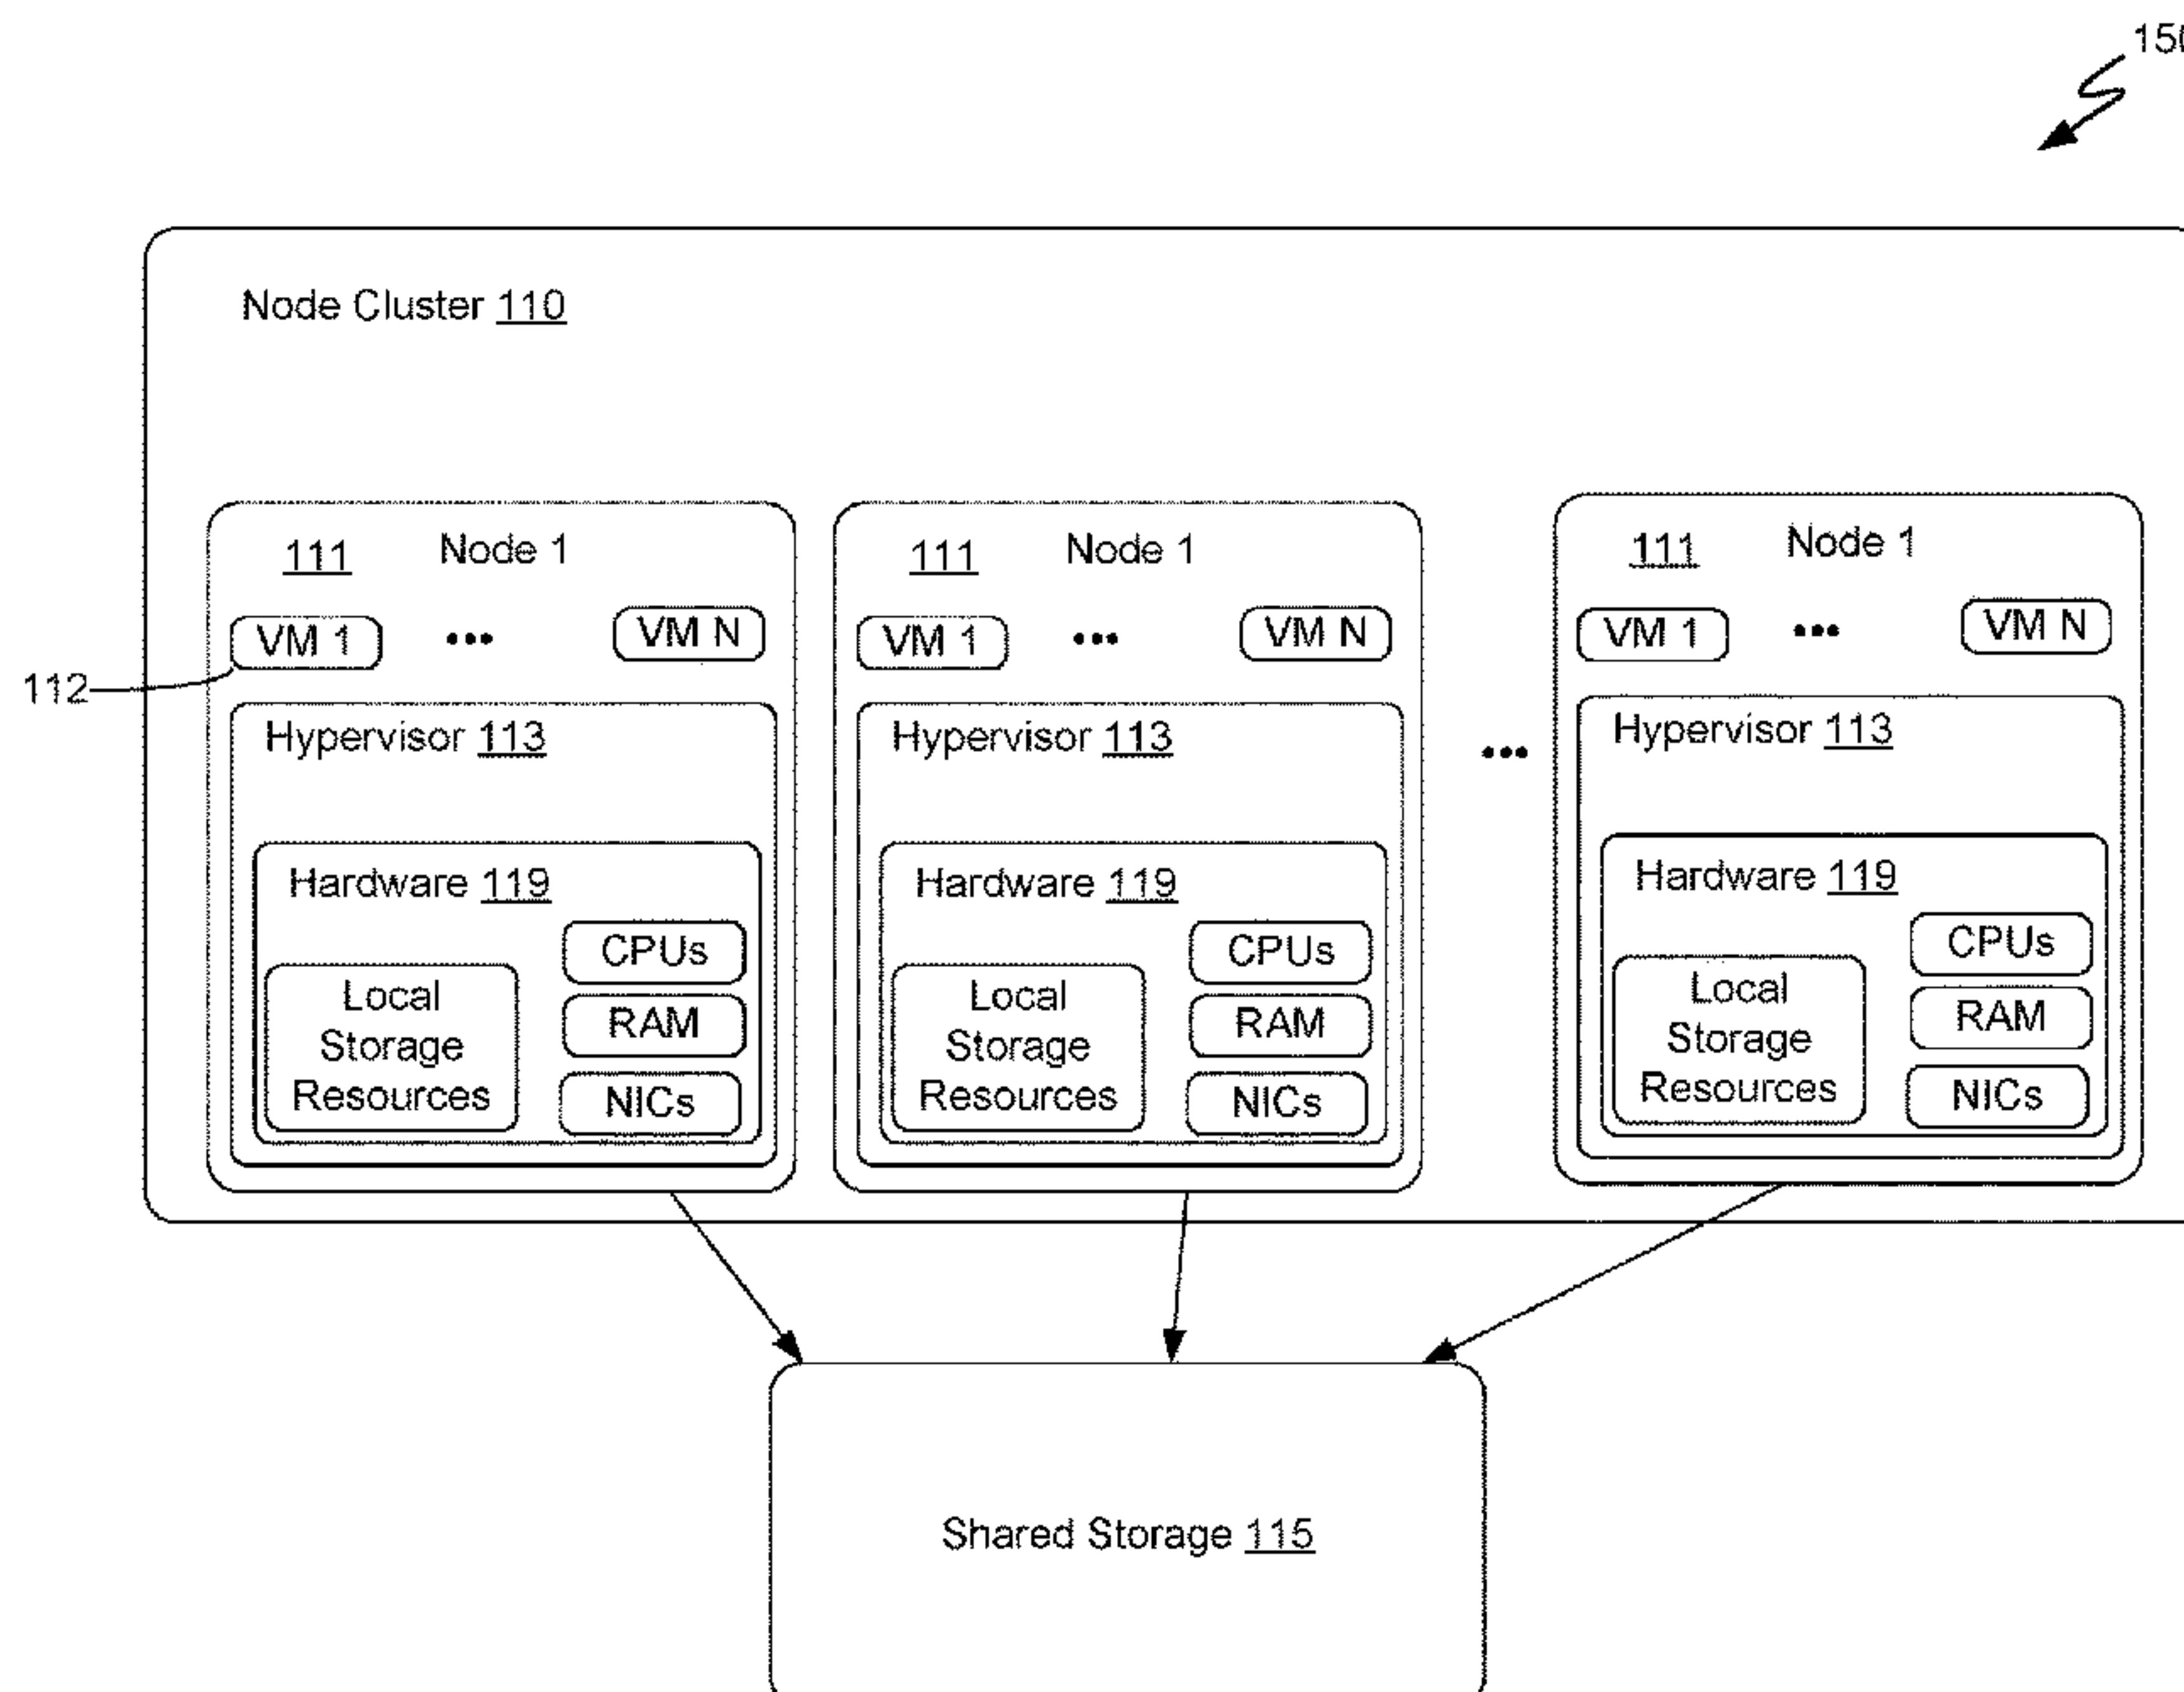 150
Node Cluster 110
111 Node 1
VM 1 ••• VM N
112
Hypervisor 113
Hardware 119
CPUs
Local
Storage
Resources
RAM
NICs
111 Node 1
VM 1 ••• VM N
Hypervisor 113
Hardware 119
CPUs
Local
Storage
Resources
RAM
NICs
•••
111 Node 1
VM 1 ••• VM N
Hypervisor 113
Hardware 119
CPUs
Local
Storage
Resources
RAM
NICs
Shared Storage 115